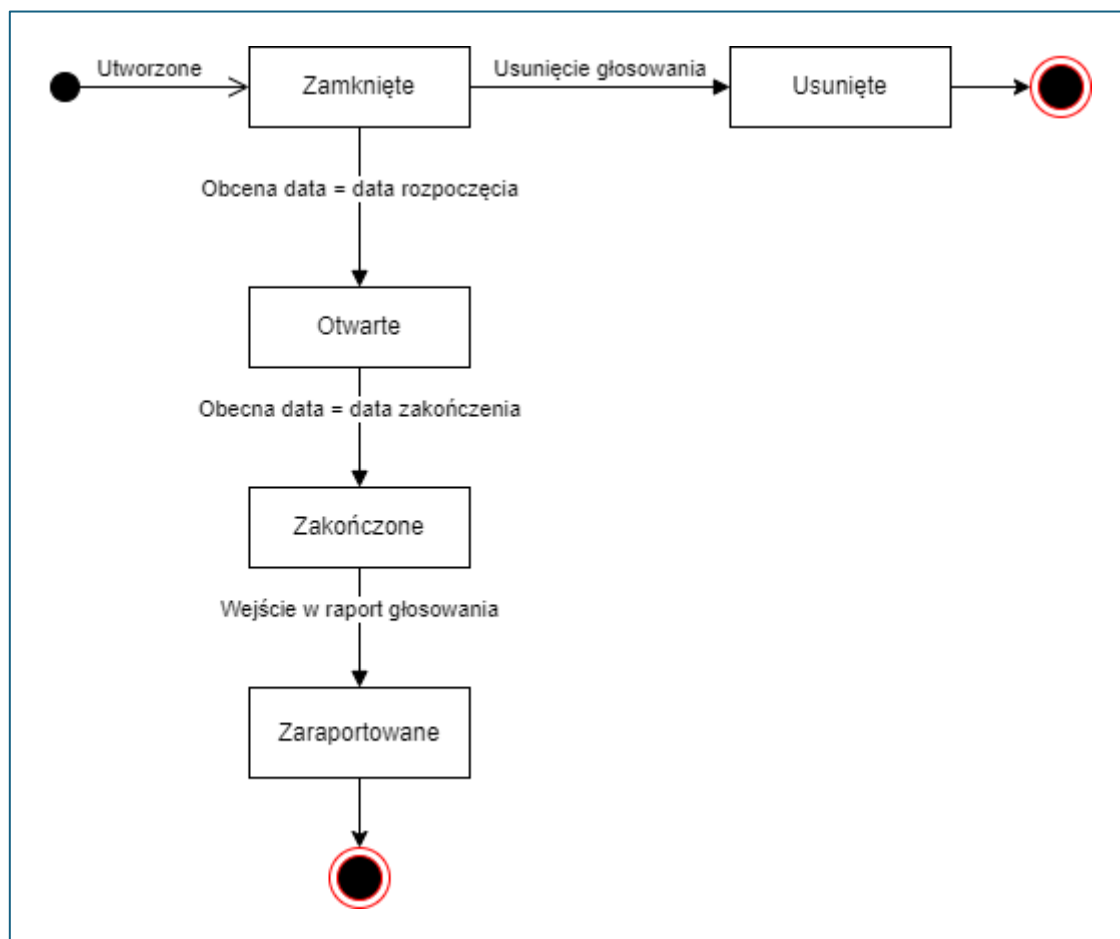 Utworzone
Zamknięte
Usunięcie głosowania
Usunięte
Obcena data = data rozpoczęcia
Otwarte
Obecna data = data zakończenia
Zakończone
Wejście w raport głosowania
Zaraportowane